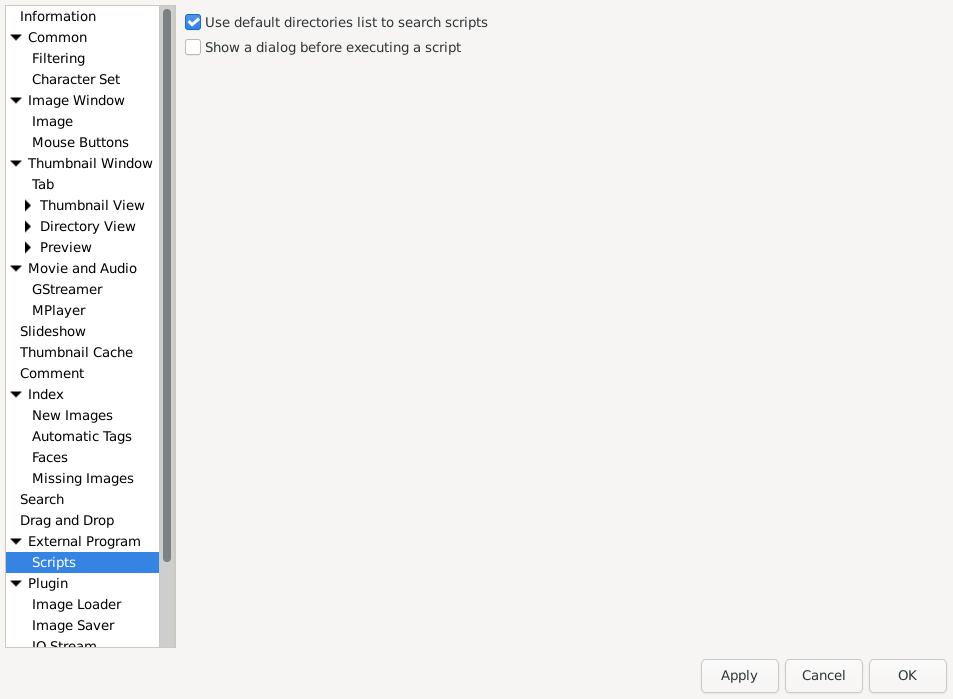 Information
Common
Filtering
Character Set
Image Window
Image
Mouse Buttons
Thumbnail Window
Tab
Thumbnail View
Directory View
Preview
Movie and Audio
GStreamer
MPlayer
Slideshow
Thumbnail Cache
Comment
Index
New Images
Automatic Tags
Faces
Missing Images
Search
Drag and Drop
External Program
Scripts
Plugin
Image Loader
Image Saver
IO Stream
Use default directories list to search scripts
Show a dialog before executing a script
Apply
Cancel
OK